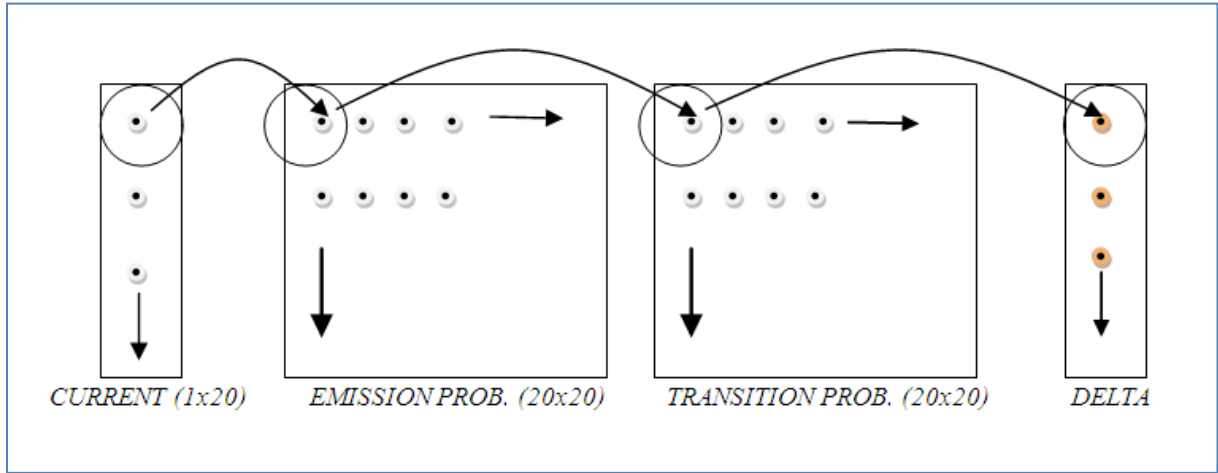 CURRENT (1x20) EMISSION PROB. (20x20) TRANSITION PROB. (20x20) DELTA